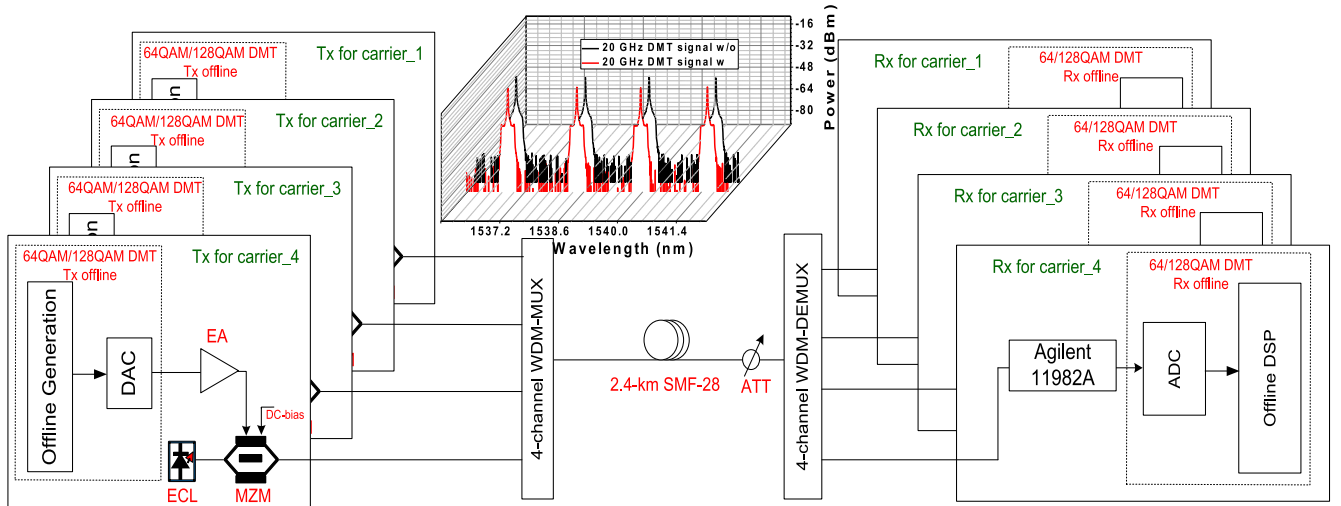 64QAM/128QAM DMT
Tx offline
Tx for carrier_1
on
64QAM/128QAM DMT
Tx offline
Tx for carrier_2
on
64QAM/128QAM DMT
Tx offline
Tx for carrier_3
on
64QAM/128QAM DMT
Tx offline
Tx for carrier_4
Offline Generation
DAC
EA
DC-bias
ECL
MZM
20 GHz DMT signal w/o
20 GHz DMT signal w
-16
-32
-48
-64
-80
Power (dBm)
1537.2 1538.6 1540.0 1541.4
Wavelength (nm)
4-channel WDM-MUX
2.4-km SMF-28
ATT
4-channel WDM-DEMUX
Rx for carrier_1
64/128QAM DMT
Rx offline
Rx for carrier_2
64/128QAM DMT
Rx offline
Rx for carrier_3
64/128QAM DMT
Rx offline
Rx for carrier_4
64/128QAM DMT
Rx offline
Agilent
11982A
ADC
Offline DSP